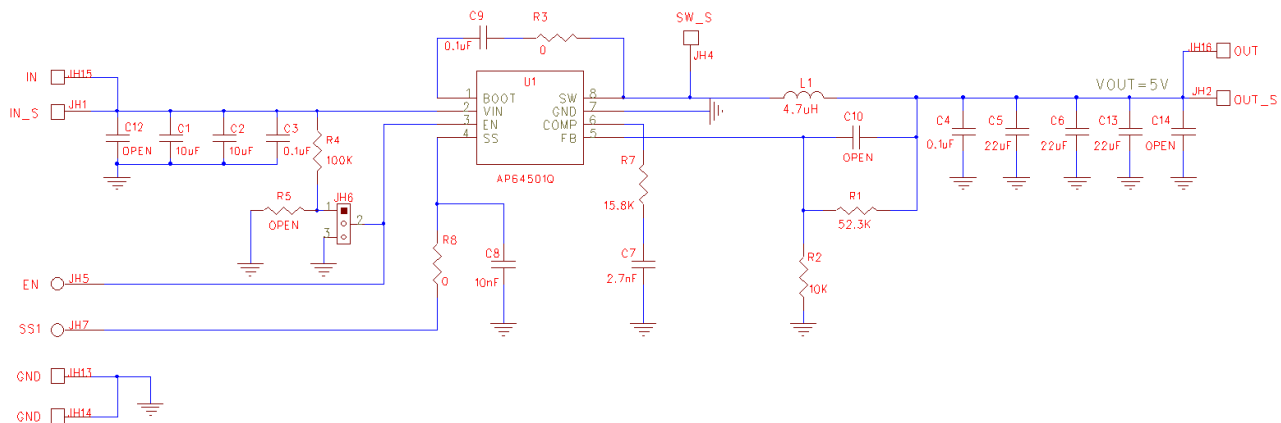 C9
0.1uF
R3
0
SW_S
JH4
IN
JH15
IN_S
JH1
C12
OPEN
C1
10uF
C2
10uF
C3
0.1uF
R4
100K
U1
1
BOOT
2
VIN
3
EN
4
SS
SW
8
GND
7
COMP
6
FB
5
AP64501Q
L1
4.7uH
C10
OPEN
R1
52.3K
R2
10K
VOUT=5V
JH16
OUT
JH2
OUT_S
C4
0.1uF
C5
22uF
C6
22uF
C13
22uF
C14
OPEN
R7
15.8K
C7
2.7nF
R5
OPEN
JH6
1
2
3
R8
0
C8
10nF
EN
JH5
SS1
JH7
GND
JH13
GND
JH14